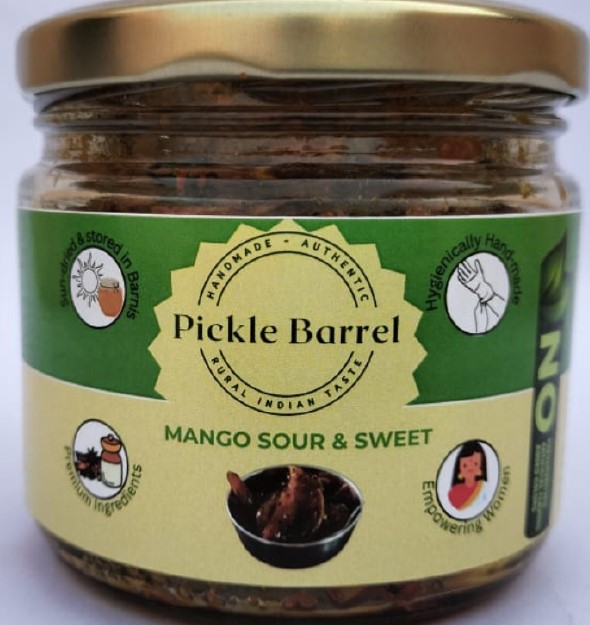 Sun-dried & stored in Barnis
HANDMADE - AUTHENTIC
Pickle Barrel
RURAL INDIAN TASTE
Hygienically Hand-made
NO
MANGO SOUR & SWEET
Premium Ingredients
Empowering Women